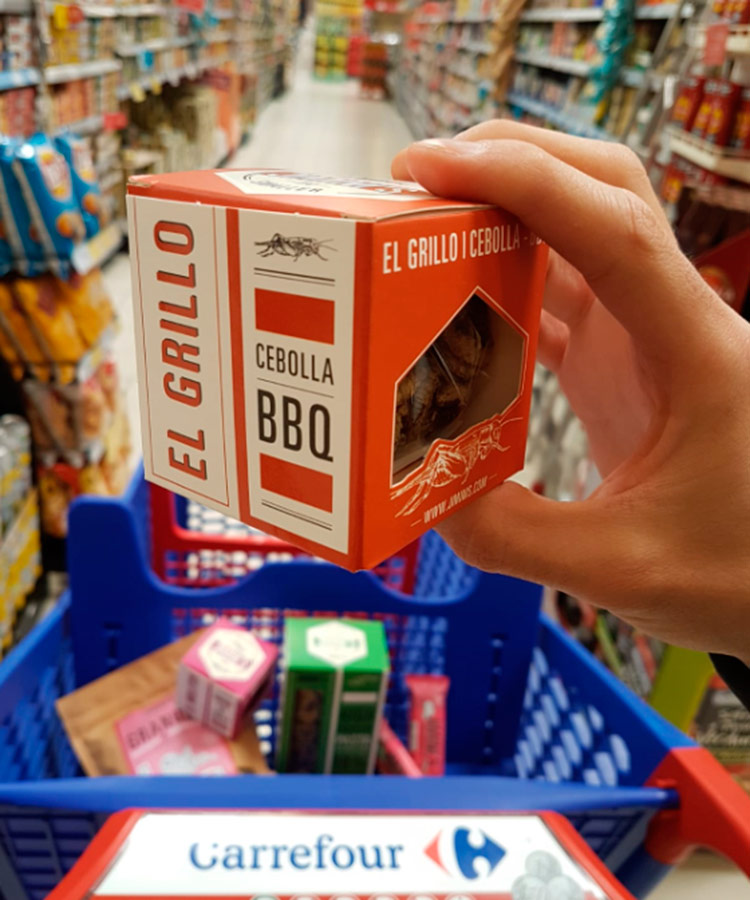 EL GRILLO
CEBOLLA
BBQ
EL GRILLO | CEBOLLA
WWW.JIMINIS.COM
Carrefour